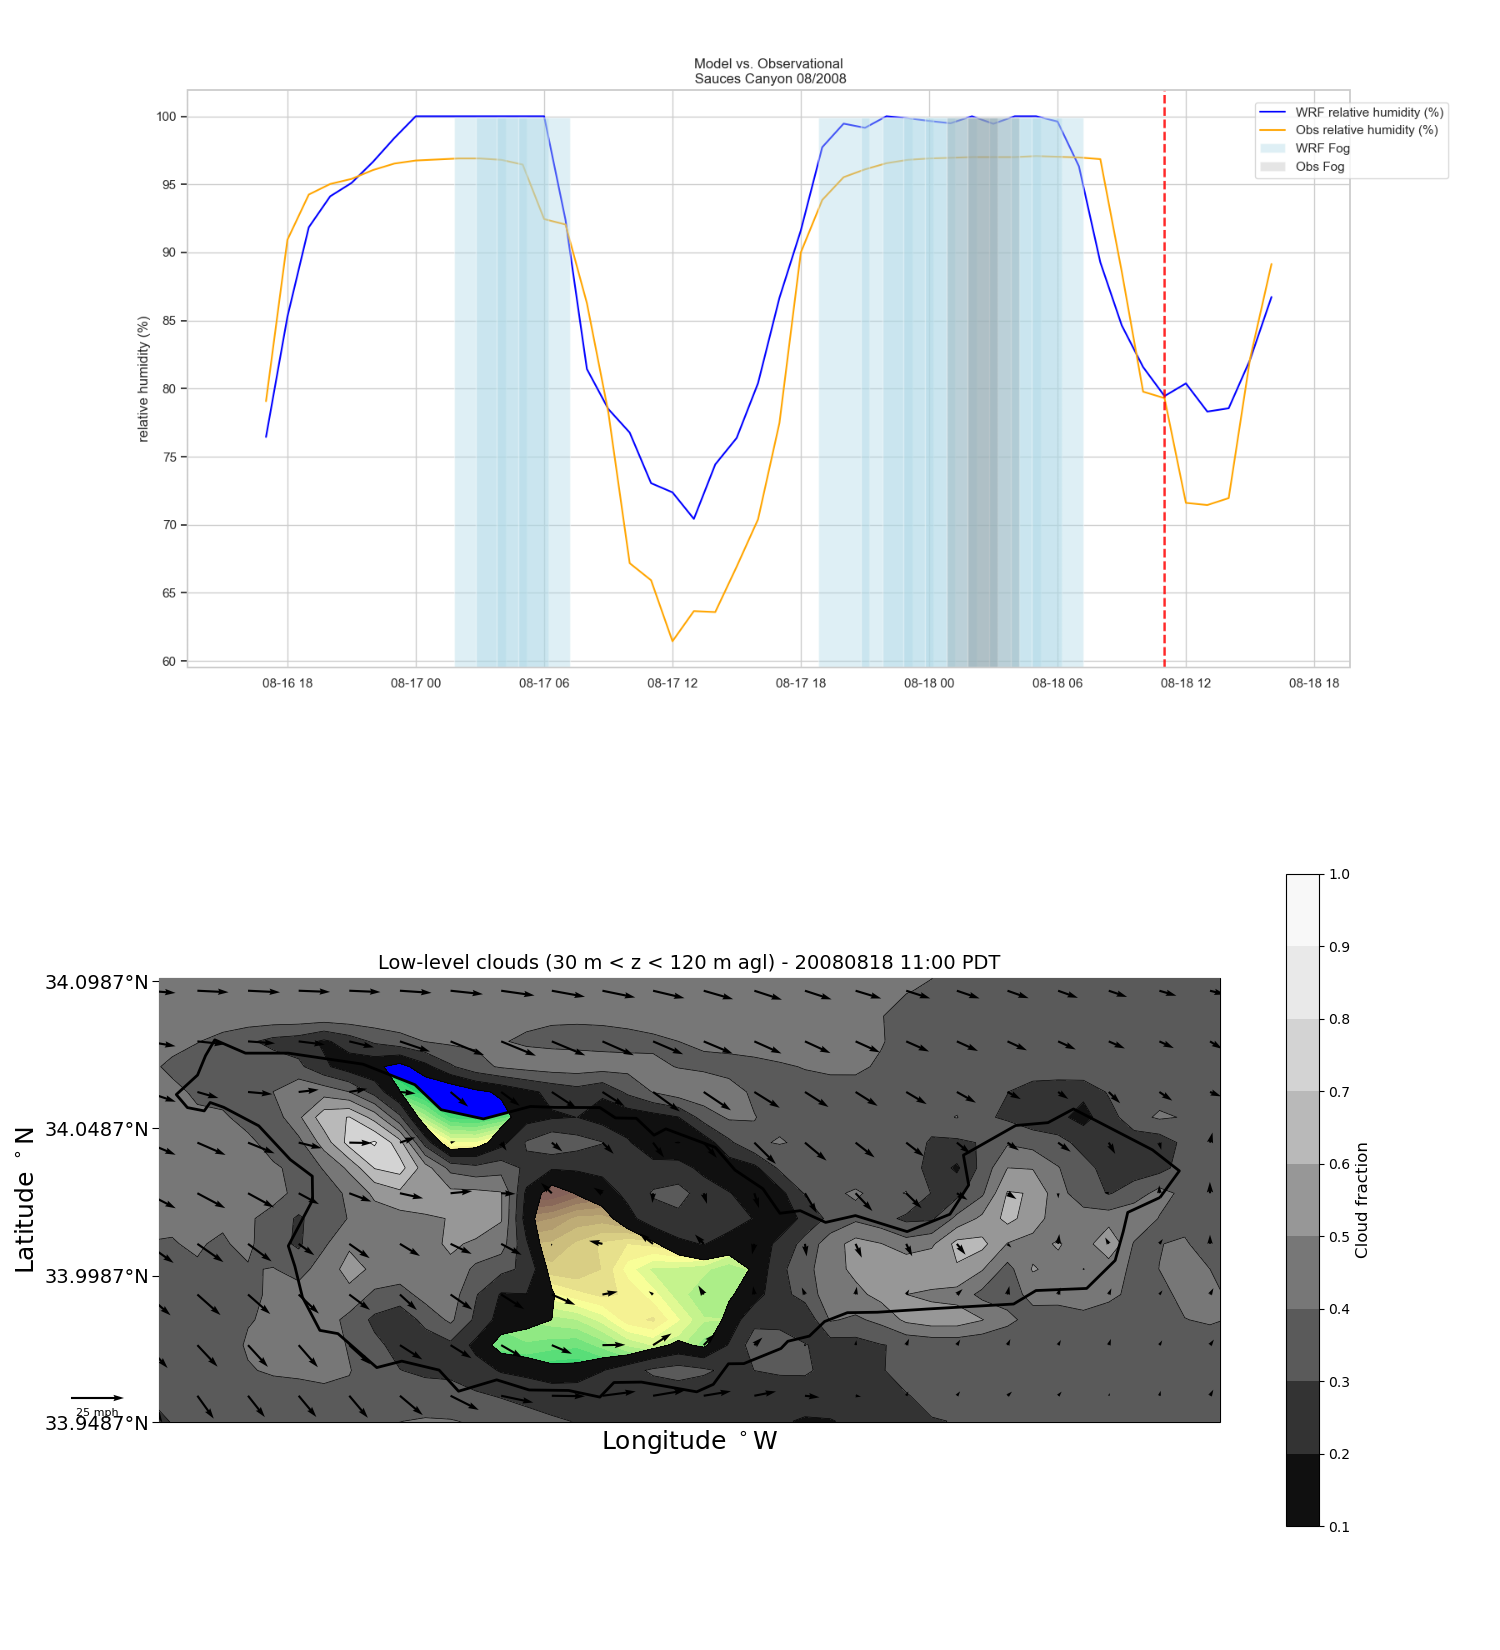 Model vs. Observational
Sauces Canyon 08/2008
100
95
90
85
80
75
70
65
60
relative humidity (%)
WRF relative humidity (%)
Obs relative humidity (%)
WRF Fog
Obs Fog
08-16 18
08-17 00
08-17 06
08-17 12
08-17 18
08-18 00
08-18 06
08-18 12
08-18 18
Low-level clouds (30 m < z < 120 m agl) - 20080818 11:00 PDT
34.0987°N
34.0487°N
33.9987°N
33.9487°N
Latitude °N
25 mph
Longitude °W
1.0
0.9
0.8
0.7
0.6
0.5
0.4
0.3
0.2
0.1
Cloud fraction